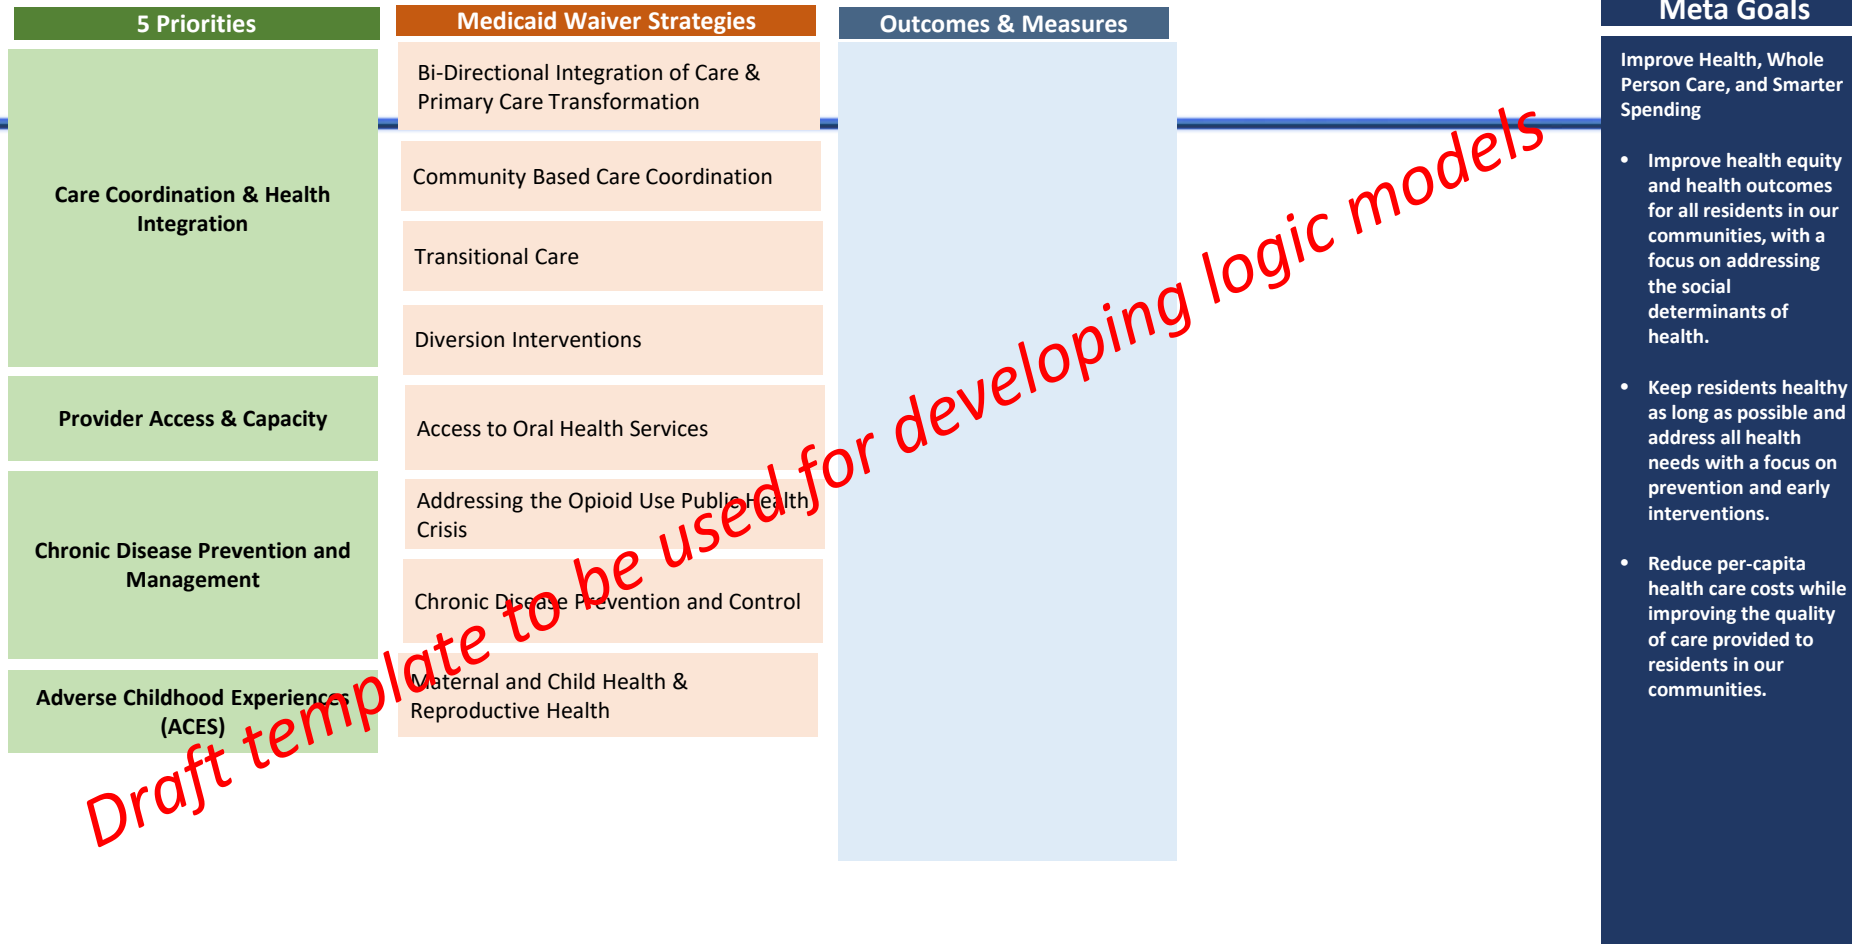 5 Priorities
Care Coordination & Health
Integration
Provider Access & Capacity
Chronic Disease Prevention and
Management
Adverse Childhood Experiences
(ACES)
Medicaid Waiver Strategies
Bi-Directional Integration of Care &
Primary Care Transformation
Community Based Care Coordination
Transitional Care
Diversion Interventions
Access to Oral Health Services
Addressing the Opioid Use Public Health
Crisis
Chronic Disease Prevention and Control
Maternal and Child Health &
Reproductive Health
Outcomes & Measures
Meta Goals
Improve Health, Whole
Person Care, and Smarter
Spending
• Improve health equity
and health outcomes
for all residents in our
communities, with a
focus on addressing
the social
determinants of
health.
• Keep residents healthy
as long as possible and
address all health
needs with a focus on
prevention and early
interventions.
• Reduce per-capita
health care costs while
improving the quality
of care provided to
residents in our
communities.
Draft template to be used for developing logic models